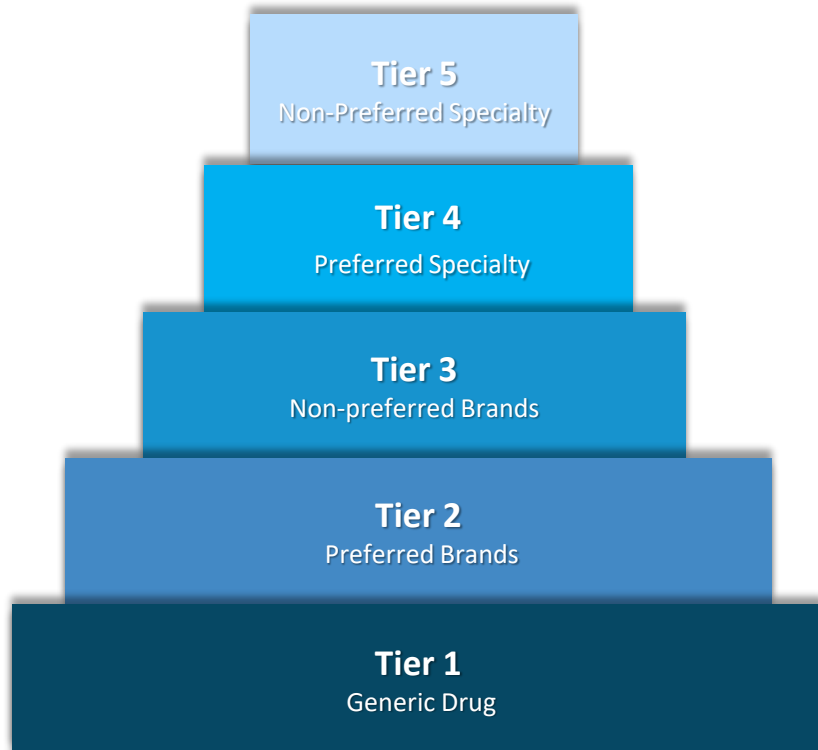 Tier 5
Non-Preferred Specialty
Tier 4
Preferred Specialty
Tier 3
Non-preferred Brands
Tier 2
Preferred Brands
Tier 1
Generic Drug